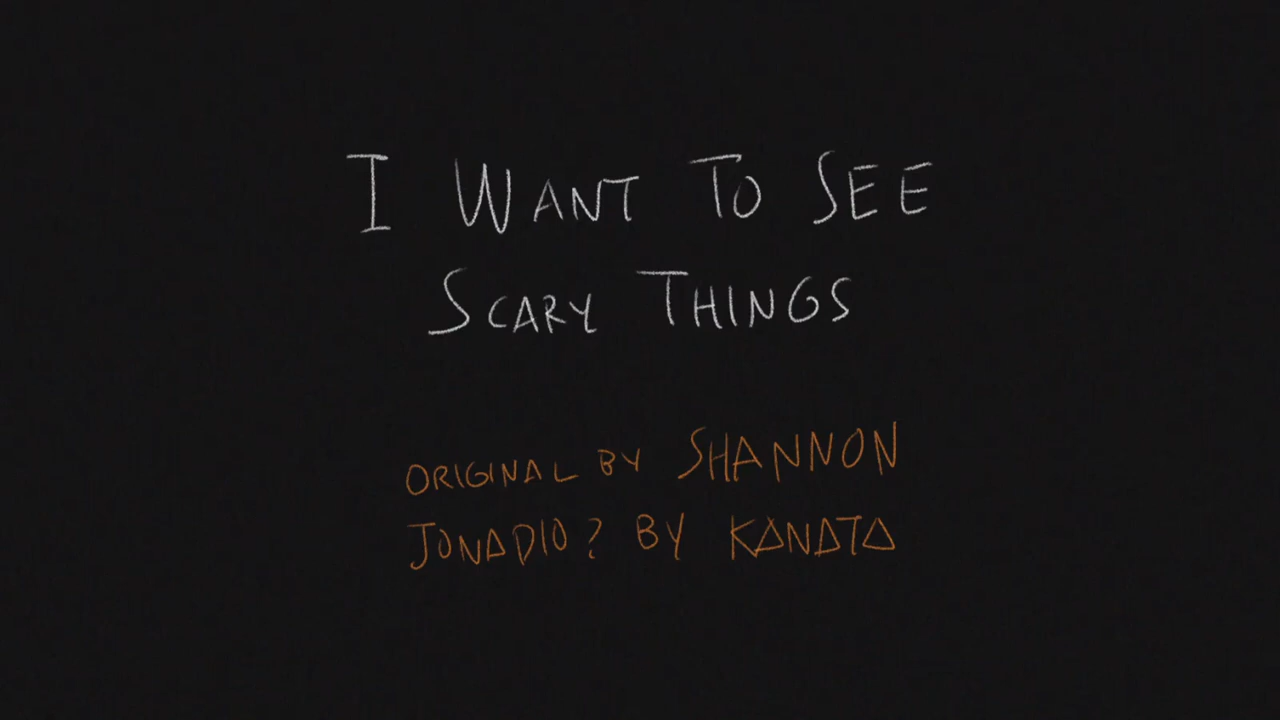 I WANT TO SEE
SCARY THINGS
ORIGINAL BY SHANNON
JONADIO? BY KANATA